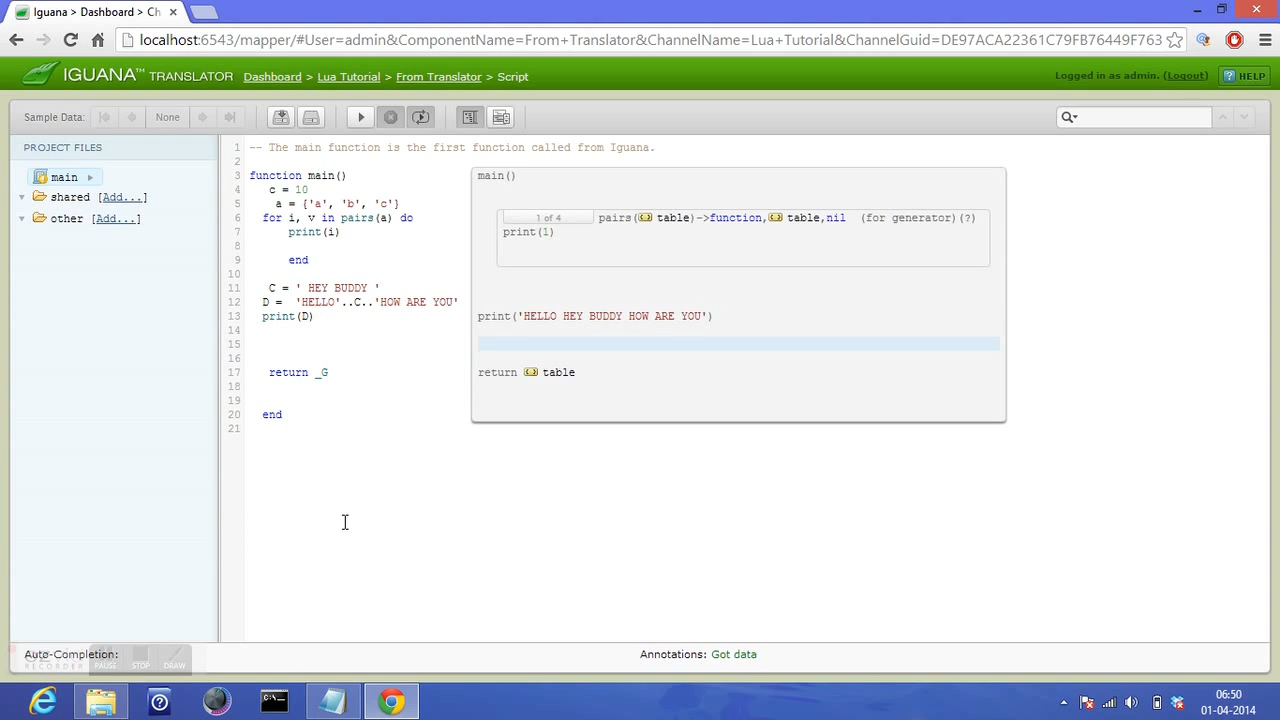 Iguana > Dashboard > Ch
localhost:6543/mapper/#User=admin&ComponentName=From+Translator&ChannelName=Lua+Tutorial&ChannelGuid=DE97ACA22361C79FB76449F763
IGUANA™ TRANSLATOR Dashboard > Lua Tutorial > From Translator > Script
Logged in as admin. (Logout) HELP
Sample Data: None
PROJECT FILES
main
shared [Add...]
other [Add...]
1 -- The main function is the first function called from Iguana.
2
3 function main()
4 c = 10
5 a = {'a', 'b', 'c'}
6 for i, v in pairs(a) do
7 print(i)
8
9 end
10
11 C = ' HEY BUDDY '
12 D = 'HELLO'..C..'HOW ARE YOU'
13 print(D)
14
15
16
17 return _G
18
19
20 end
21
main()
1 of 4 pairs( table)->function, table,nil (for generator)(?)
print(1)
print('HELLO HEY BUDDY HOW ARE YOU')
return table
Auto-Completion:
RECORDER PAUSE STOP DRAW
Annotations: Got data
06:50
01-04-2014